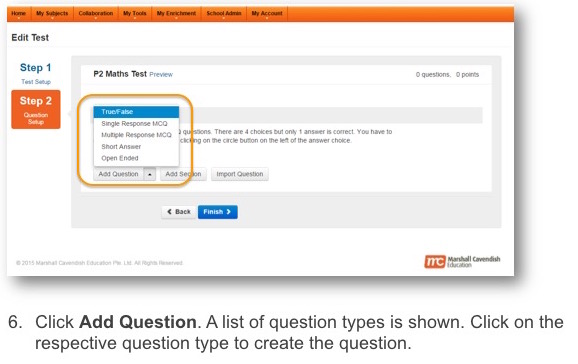 Home My Subjects Collaboration My Tools My Enrichment School Admin My Account
Edit Test
Step 1
Test Setup
Step 2
Question
Setup
P2 Maths Test Preview 0 questions, 0 points
True/False
Single Response MCQ
Multiple Response MCQ
Short Answer
Open Ended
questions. There are 4 choices but only 1 answer is correct. You have to
clicking on the circle button on the left of the answer choice.
Add Question Add Section Import Question
Back Finish
© 2015 Marshall Cavendish Education Pte. Ltd. All Rights Reserved.
mc Marshall Cavendish
Education
6. Click Add Question. A list of question types is shown. Click on the
respective question type to create the question.